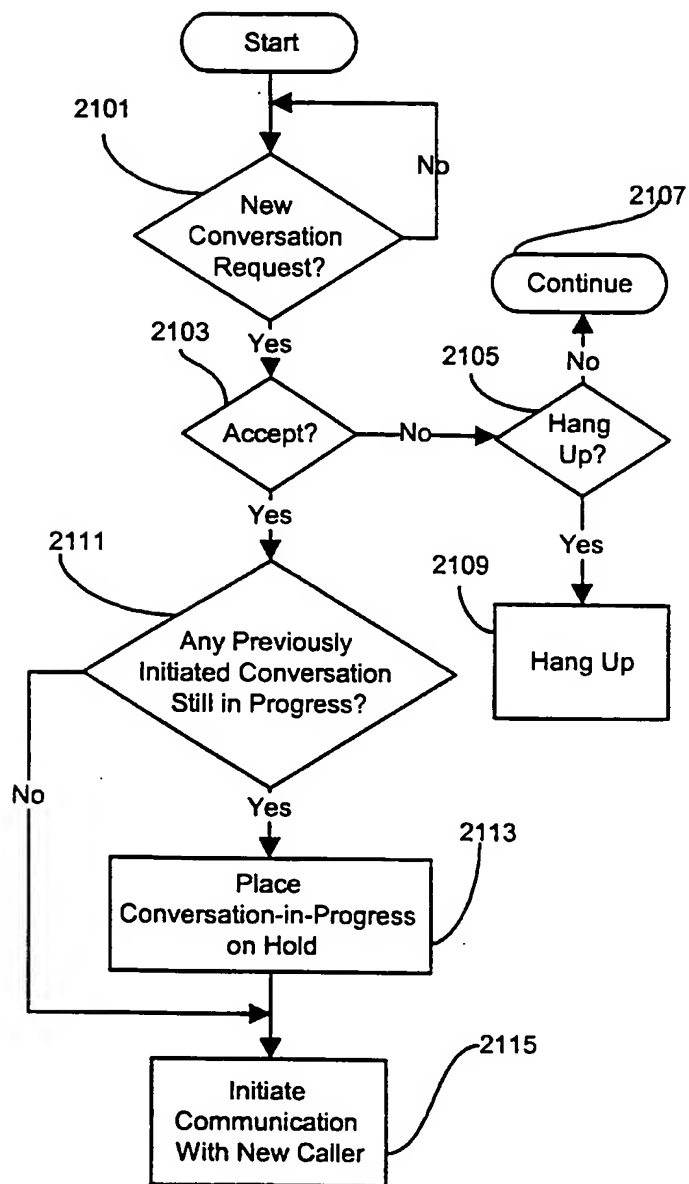 Start
2101
No
New
Conversation
Request?
2107
Continue
Yes
2103
2105
No
Accept?
No
Hang
Up?
Yes
2111
Yes
2109
Any Previously
Initiated Conversation
Still in Progress?
Hang Up
No
Yes
2113
Place
Conversation-in-Progress
on Hold
2115
Initiate
Communication
With New Caller